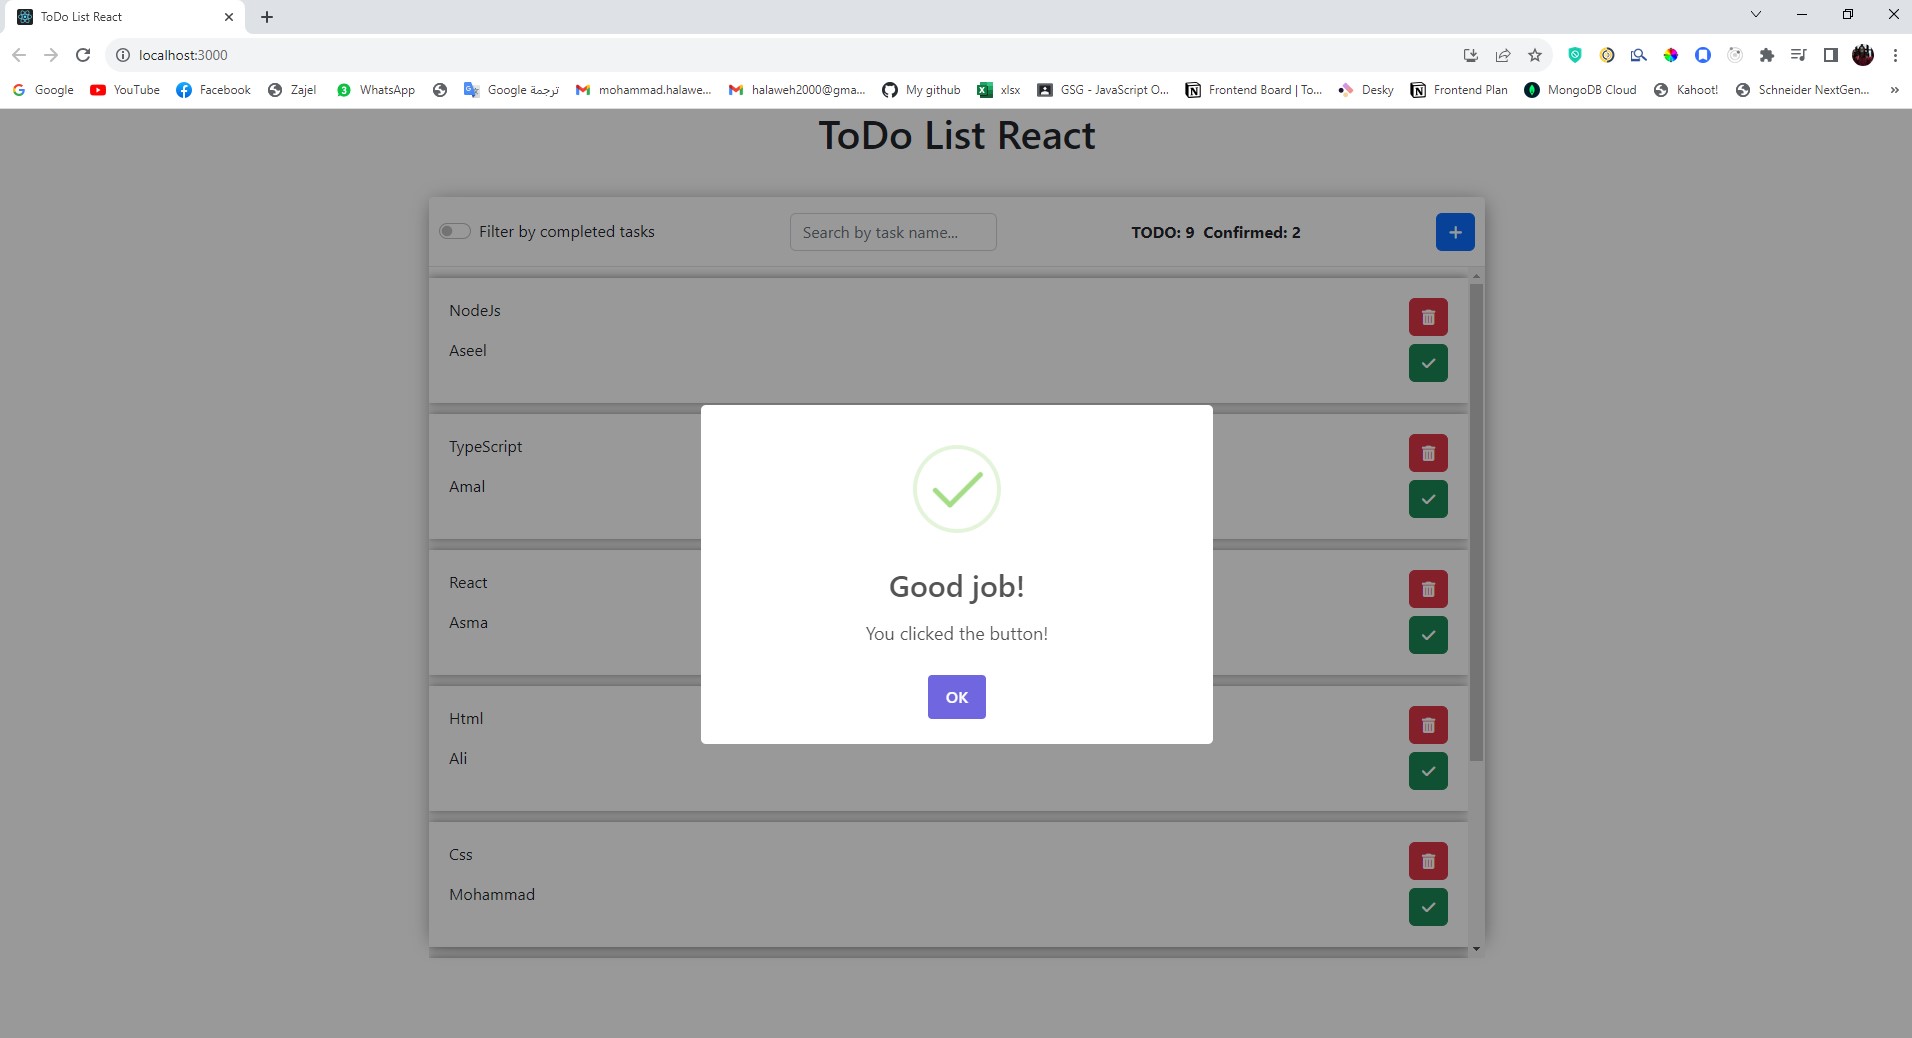 ToDo List React
localhost:3000
Google YouTube Facebook Zajel WhatsApp Google ترجمة mohammad.halawe... halaweh2000@gma... My github xlsx GSG - JavaScript O... Frontend Board | To... Desky Frontend Plan MongoDB Cloud Kahoot! Schneider NextGen... »
ToDo List React
Filter by completed tasks Search by task name... TODO: 9 Confirmed: 2 +
NodeJs
Aseel
TypeScript
Amal
React
Asma
Html
Ali
Css
Mohammad
Good job!
You clicked the button!
OK